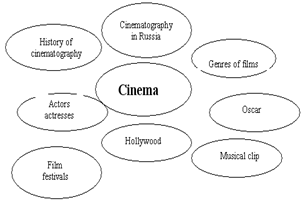 Cinematography
in Russia
History of
cinematography
Genres of films
Cinema
Actors
actresses
Oscar
Hollywood
Musical clip
Film
festivals